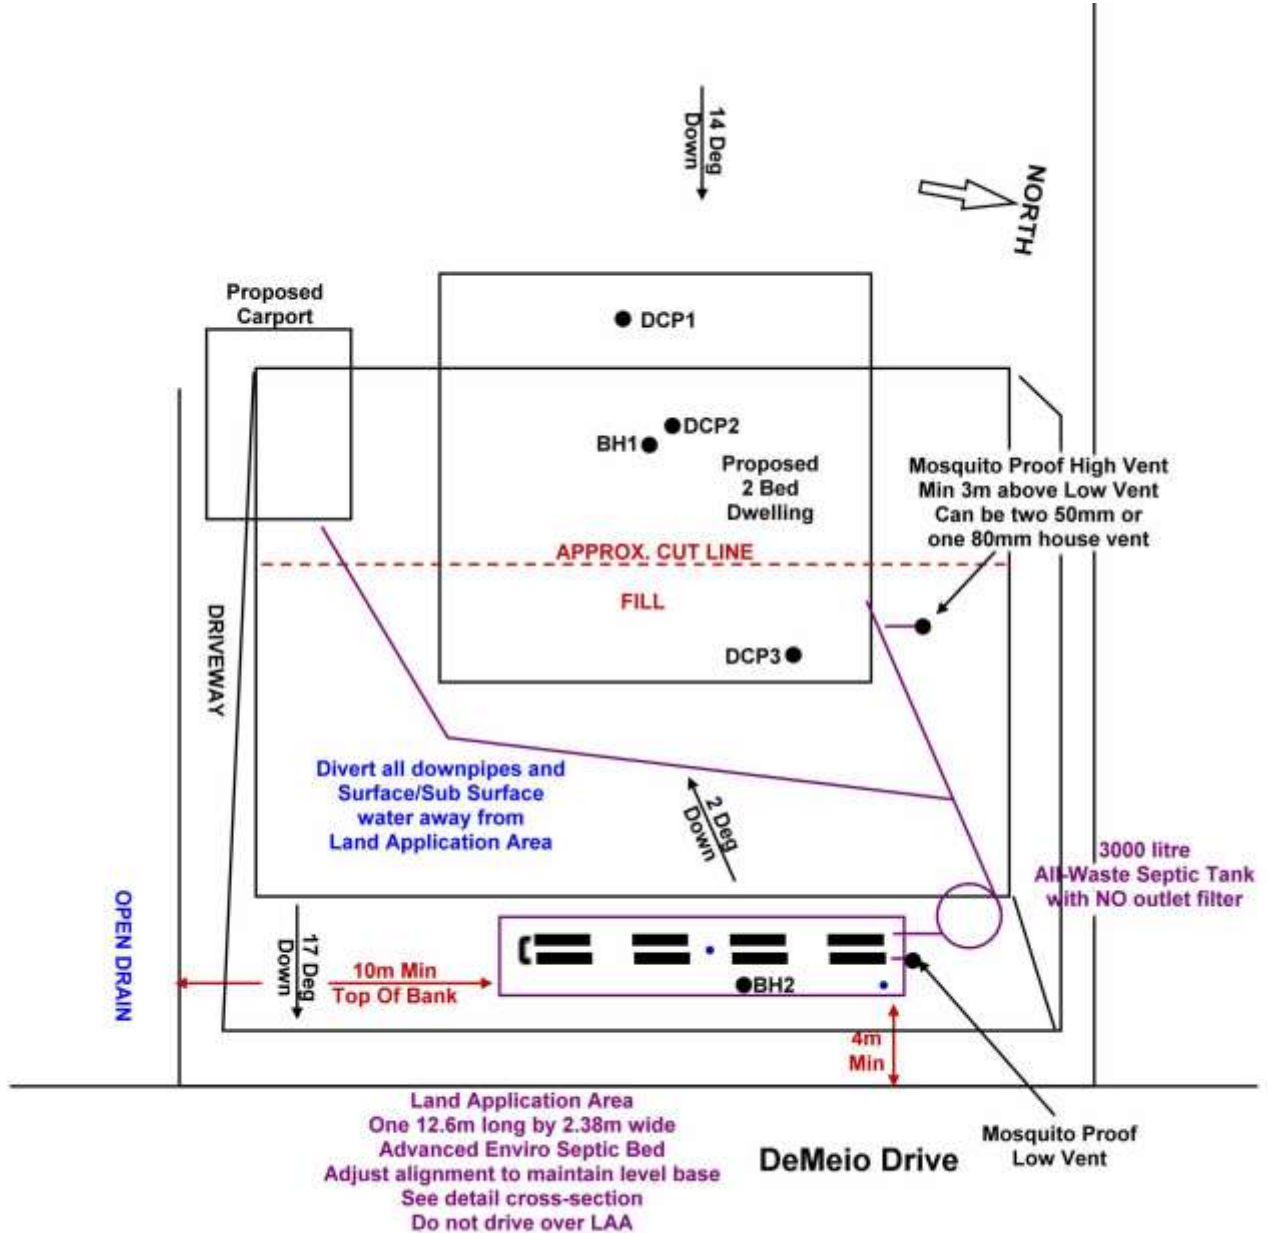 14 Deg
Down
NORTH
Proposed
Carport
DCP1
DCP2
BH1
Proposed
2 Bed
Dwelling
Mosquito Proof High Vent
Min 3m above Low Vent
Can be two 50mm or
one 80mm house vent
APPROX. CUT LINE
FILL
DRIVEWAY
DCP3
Divert all downpipes and
Surface/Sub Surface
water away from
Land Application Area
2 Deg
Down
3000 litre
All-Waste Septic Tank
with NO outlet filter
OPEN DRAIN
17 Deg
Down
10m Min
Top Of Bank
BH2
4m
Min
Land Application Area
One 12.6m long by 2.38m wide
Advanced Enviro Septic Bed
Adjust alignment to maintain level base
See detail cross-section
Do not drive over LAA
DeMeio Drive
Mosquito Proof
Low Vent